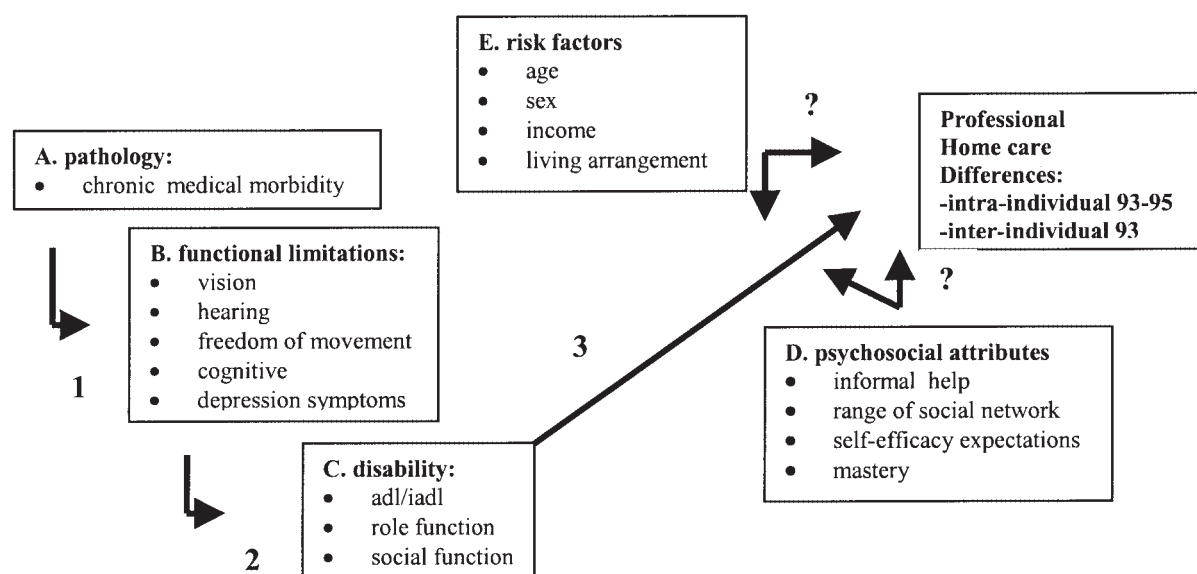 A. pathology:
• chronic medical morbidity
1
B. functional limitations:
• vision
• hearing
• freedom of movement
• cognitive
• depression symptoms
2
C. disability:
• adl/iadl
• role function
• social function
3
E. risk factors
• age
• sex
• income
• living arrangement
?
Professional
Home care
Differences:
-intra-individual 93-95
-inter-individual 93
?
D. psychosocial attributes
• informal help
• range of social network
• self-efficacy expectations
• mastery